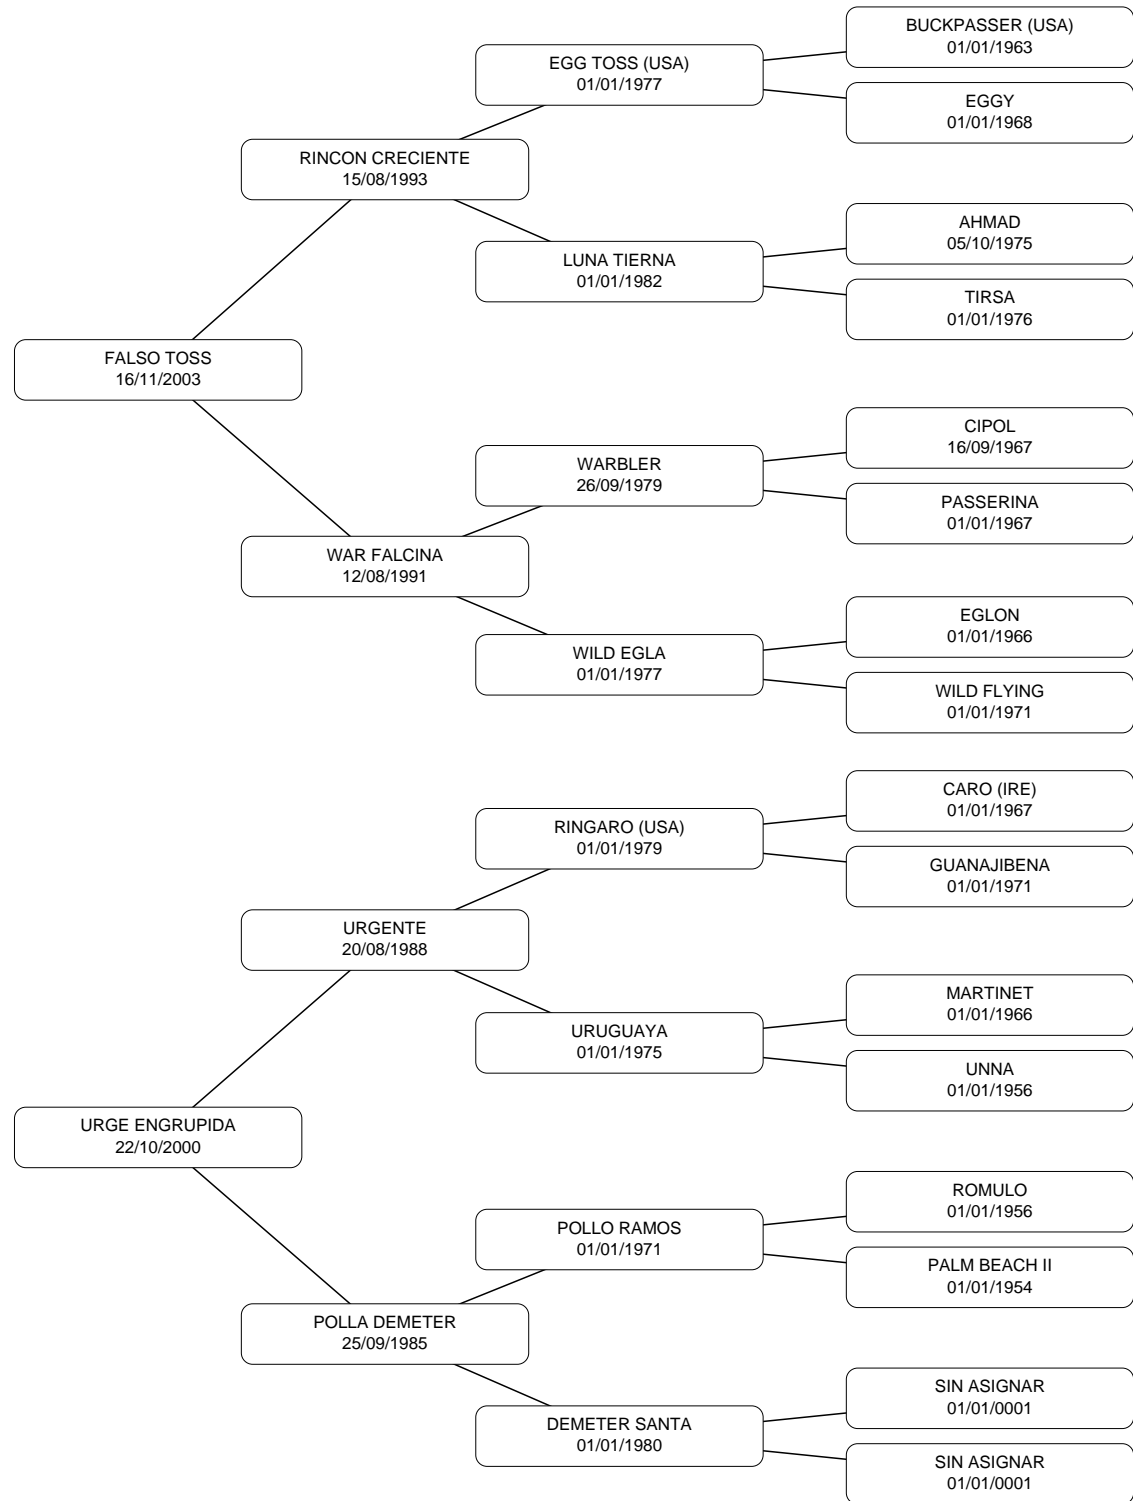 BUCKPASSER (USA)
01/01/1963
EGG TOSS (USA)
01/01/1977
EGGY
01/01/1968
RINCON CRECIENTE
15/08/1993
AHMAD
05/10/1975
LUNA TIERNA
01/01/1982
TIRSA
01/01/1976
FALSO TOSS
16/11/2003
CIPOL
16/09/1967
WARBLER
26/09/1979
PASSERINA
01/01/1967
WAR FALCINA
12/08/1991
EGLON
01/01/1966
WILD EGLA
01/01/1977
WILD FLYING
01/01/1971
CARO (IRE)
01/01/1967
RINGARO (USA)
01/01/1979
GUANAJIBENA
01/01/1971
URGENTE
20/08/1988
MARTINET
01/01/1966
URUGUAYA
01/01/1975
UNNA
01/01/1956
URGE ENGRUPIDA
22/10/2000
ROMULO
01/01/1956
POLLO RAMOS
01/01/1971
PALM BEACH II
01/01/1954
POLLA DEMETER
25/09/1985
SIN ASIGNAR
01/01/0001
DEMETER SANTA
01/01/1980
SIN ASIGNAR
01/01/0001